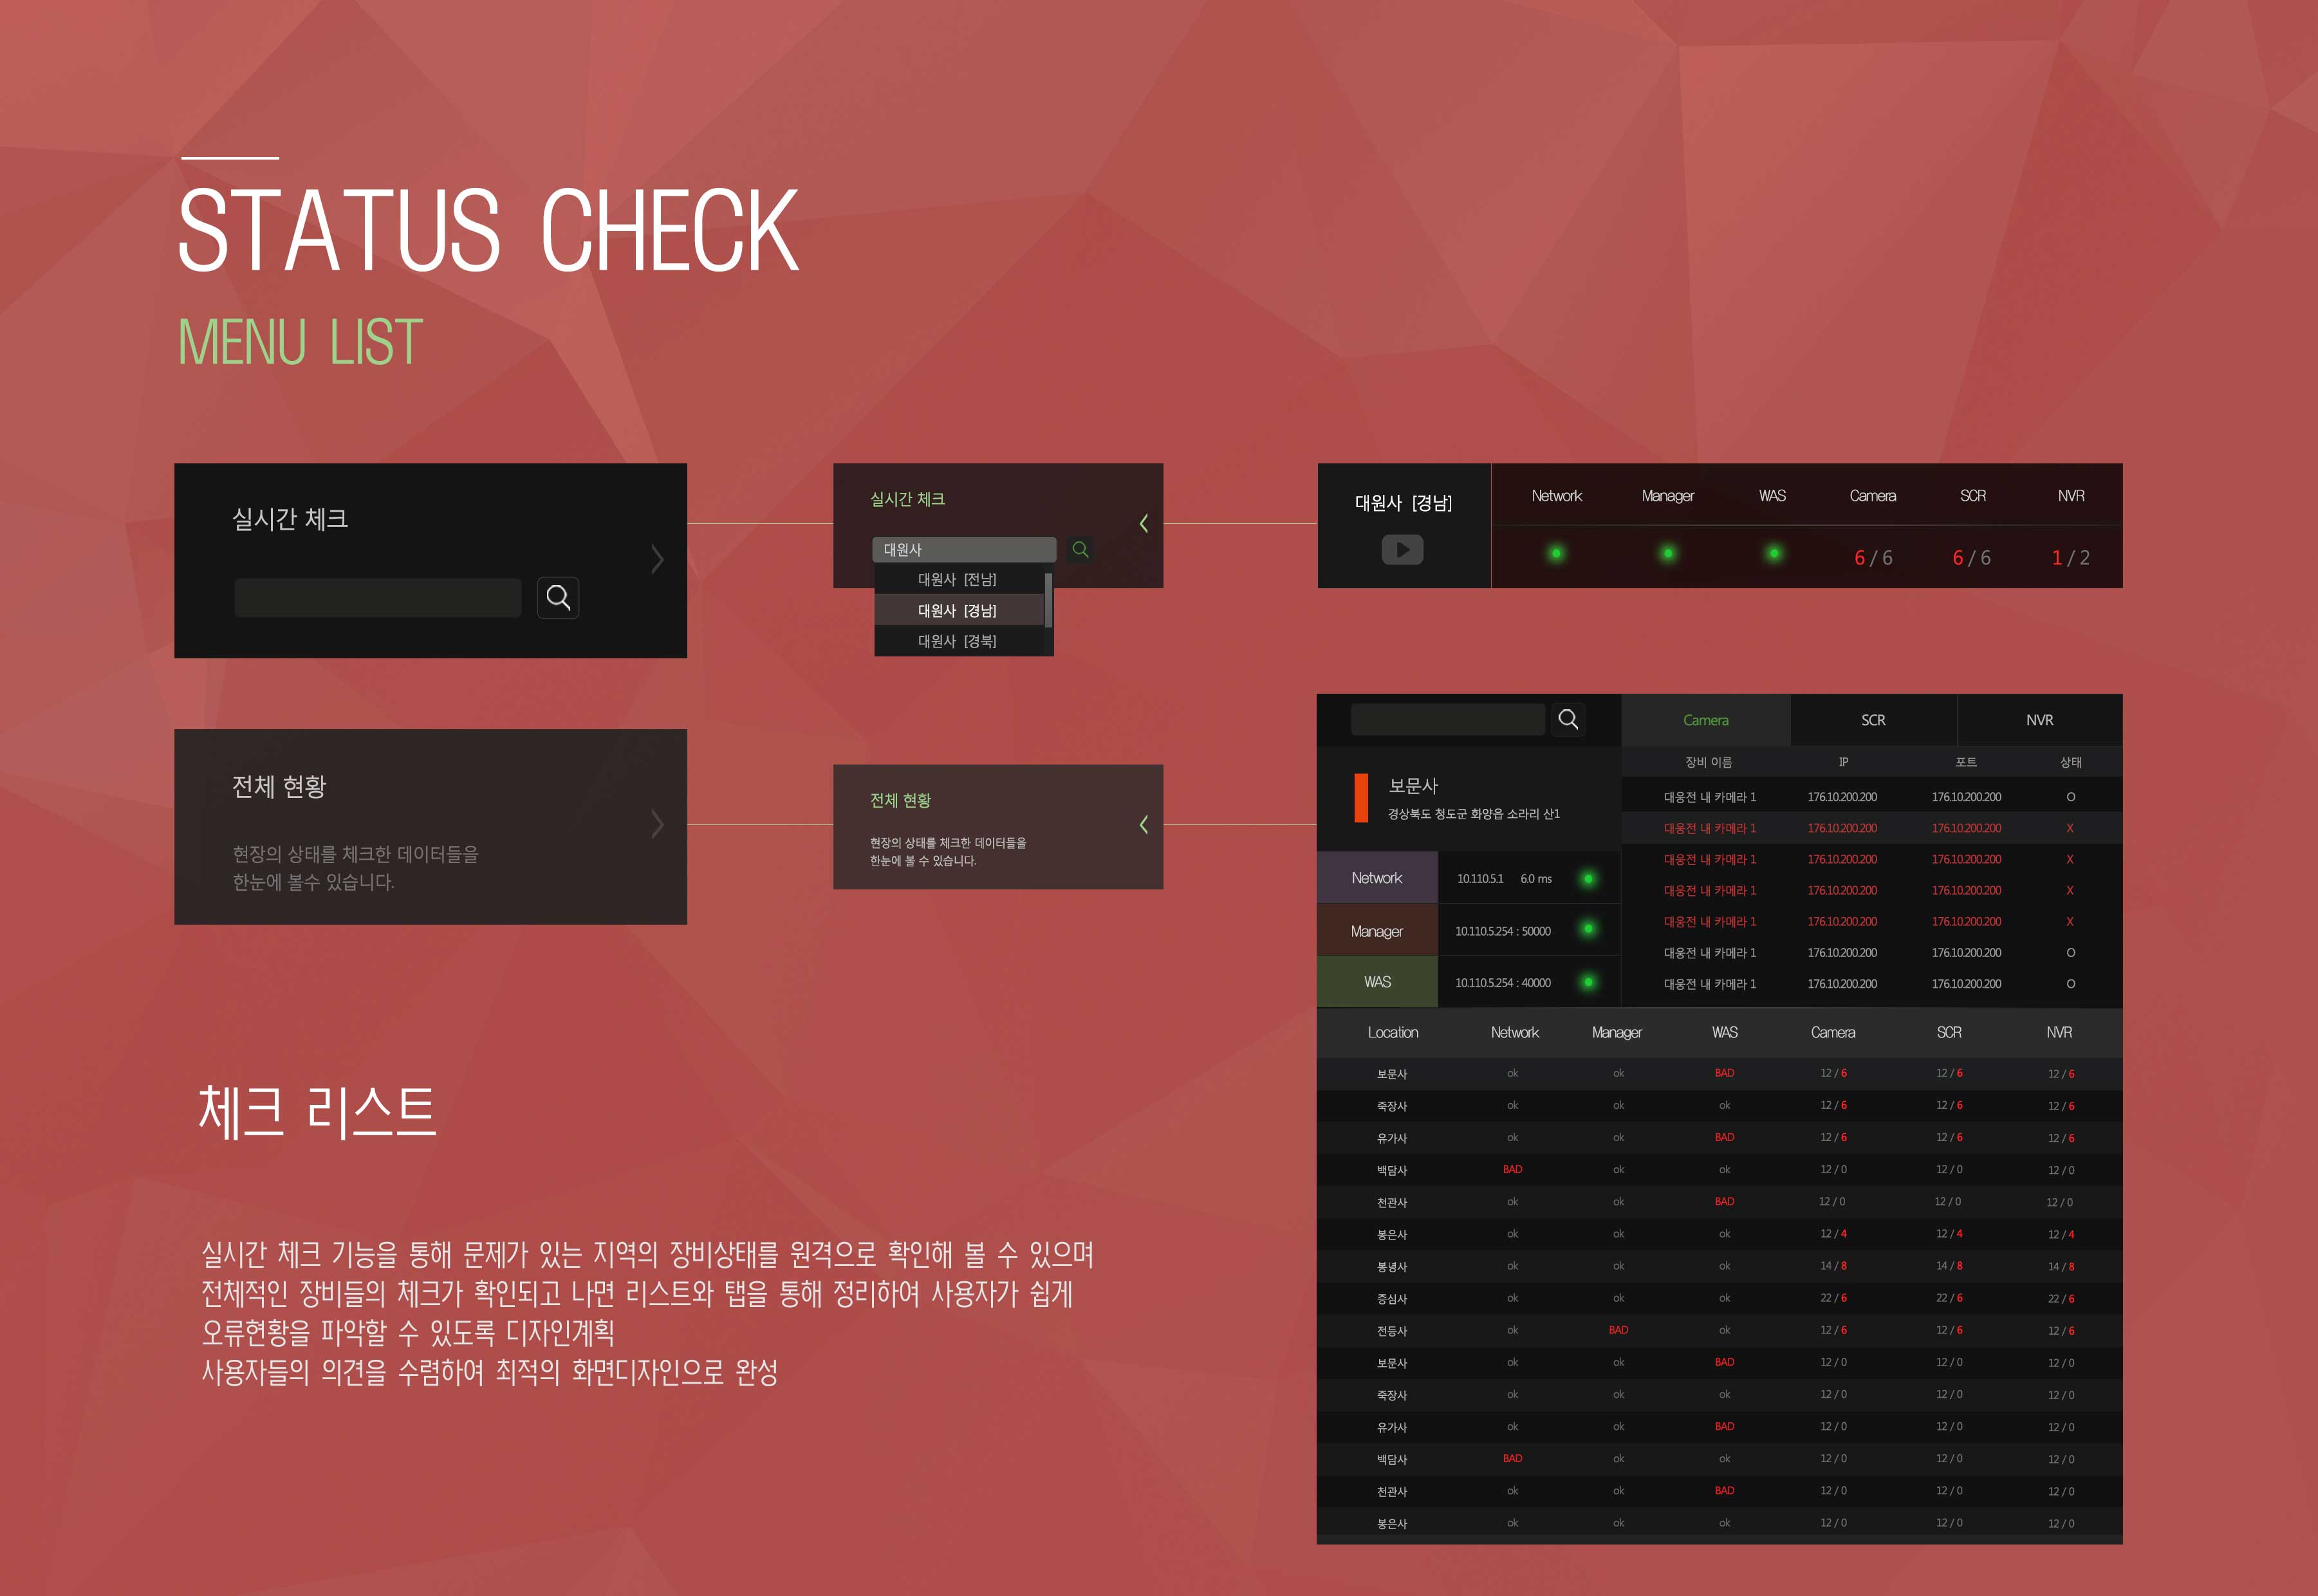 STATUS CHECK
MENU LIST
실시간 체크
실시간 체크
대원사
대원사 [전남]
대원사 [경남]
대원사 [경북]
대원사 [경남]
Network Manager WAS Camera SCR NVR
6 / 6 6 / 6 1 / 2
전체 현황
현장의 상태를 체크한 데이터들을
한눈에 볼수 있습니다.
전체 현황
현장의 상태를 체크한 데이터들을
한눈에 볼 수 있습니다.
보문사
경상북도 청도군 화양읍 소라리 산1
Network 10.110.5.1 6.0 ms
Manager 10.110.5.254 : 50000
WAS 10.110.5.254 : 40000
Camera SCR NVR
장비 이름 IP 포트 상태
대웅전 내 카메라 1 176.10.200.200 176.10.200.200 O
대웅전 내 카메라 1 176.10.200.200 176.10.200.200 X
대웅전 내 카메라 1 176.10.200.200 176.10.200.200 X
대웅전 내 카메라 1 176.10.200.200 176.10.200.200 X
대웅전 내 카메라 1 176.10.200.200 176.10.200.200 X
대웅전 내 카메라 1 176.10.200.200 176.10.200.200 O
대웅전 내 카메라 1 176.10.200.200 176.10.200.200 O
Location Network Manager WAS Camera SCR NVR
보문사 ok ok BAD 12 / 6 12 / 6 12 / 6
죽장사 ok ok ok 12 / 6 12 / 6 12 / 6
유가사 ok ok BAD 12 / 6 12 / 6 12 / 6
백담사 BAD ok ok 12 / 0 12 / 0 12 / 0
천관사 ok ok BAD 12 / 0 12 / 0 12 / 0
봉은사 ok ok ok 12 / 4 12 / 4 12 / 4
봉녕사 ok ok ok 14 / 8 14 / 8 14 / 8
증심사 ok ok ok 22 / 6 22 / 6 22 / 6
전등사 ok BAD ok 12 / 6 12 / 6 12 / 6
보문사 ok ok BAD 12 / 0 12 / 0 12 / 0
죽장사 ok ok ok 12 / 0 12 / 0 12 / 0
유가사 ok ok BAD 12 / 0 12 / 0 12 / 0
백담사 BAD ok ok 12 / 0 12 / 0 12 / 0
천관사 ok ok BAD 12 / 0 12 / 0 12 / 0
봉은사 ok ok ok 12 / 0 12 / 0 12 / 0
체크 리스트
실시간 체크 기능을 통해 문제가 있는 지역의 장비상태를 원격으로 확인해 볼 수 있으며
전체적인 장비들의 체크가 확인되고 나면 리스트와 탭을 통해 정리하여 사용자가 쉽게
오류현황을 파악할 수 있도록 디자인계획
사용자들의 의견을 수렴하여 최적의 화면디자인으로 완성